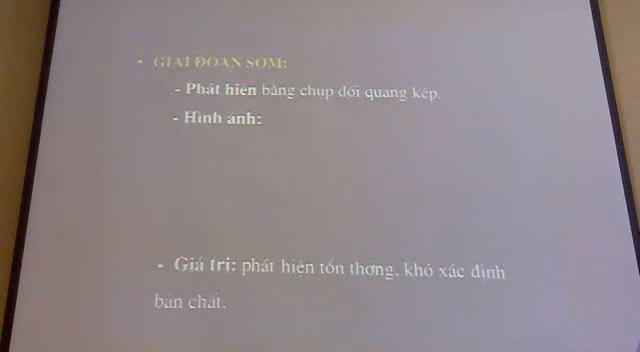 • GIAI ĐOẠN SỚM:
- Phát hiện bằng chụp đối quang kép.
- Hình ảnh:
- Giá trị: phát hiện tổn thơng, khó xác định
bản chất.